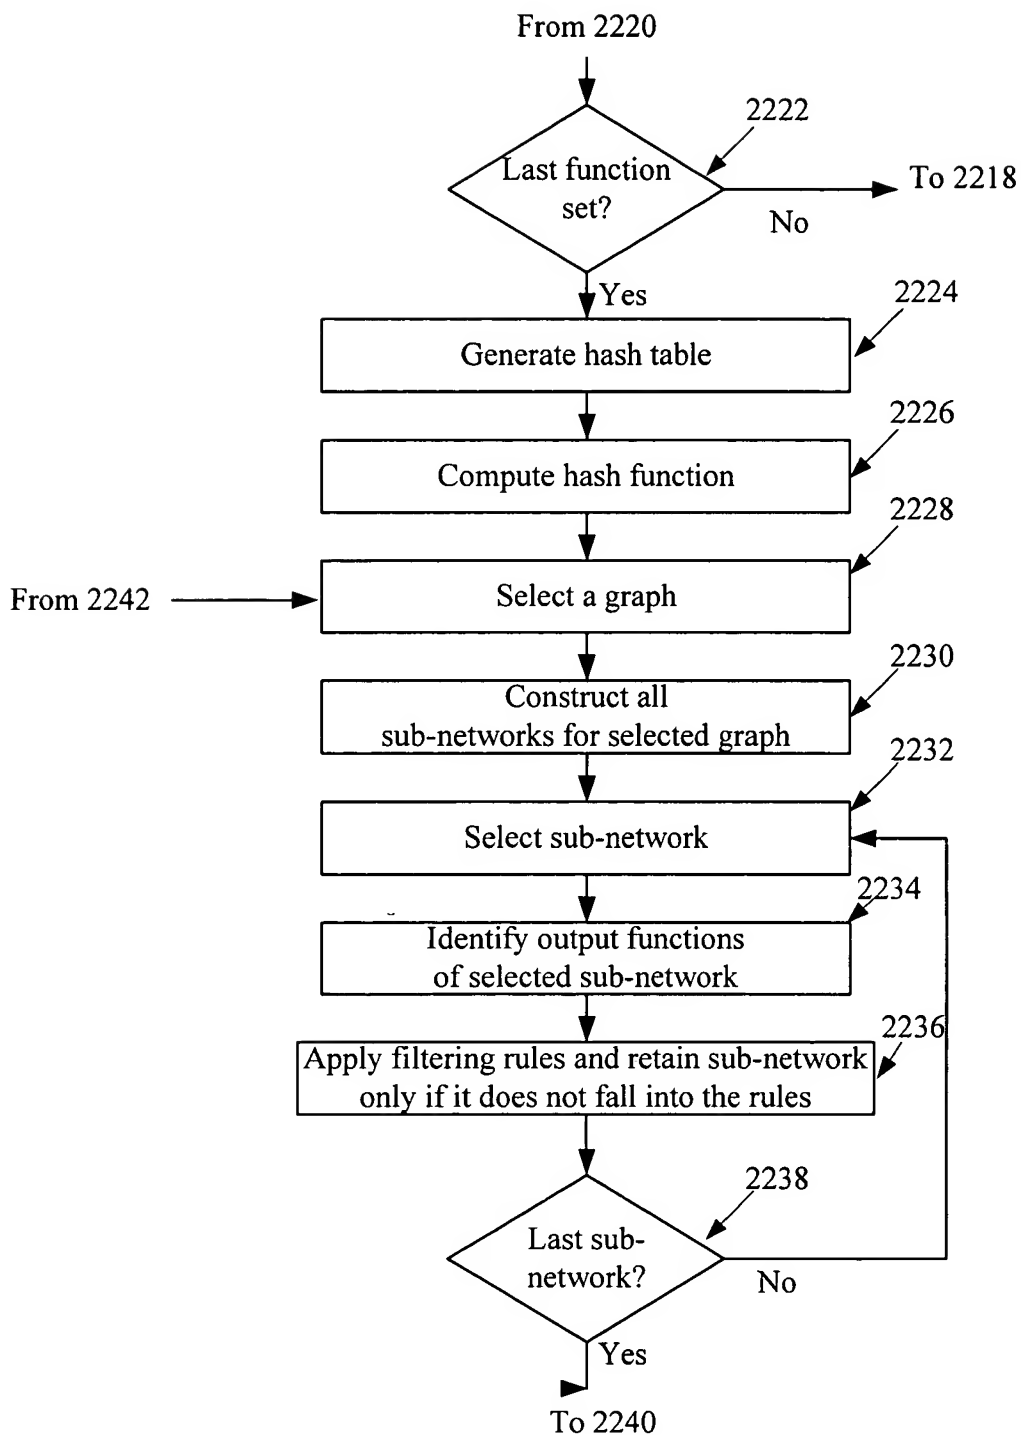 From 2220
2222
Last function
set?
To 2218
No
Yes
2224
Generate hash table
2226
Compute hash function
2228
From 2242
Select a graph
2230
Construct all
sub-networks for selected graph
2232
Select sub-network
2234
Identify output functions
of selected sub-network
2236
Apply filtering rules and retain sub-network
only if it does not fall into the rules
2238
Last sub-
network?
No
Yes
To 2240